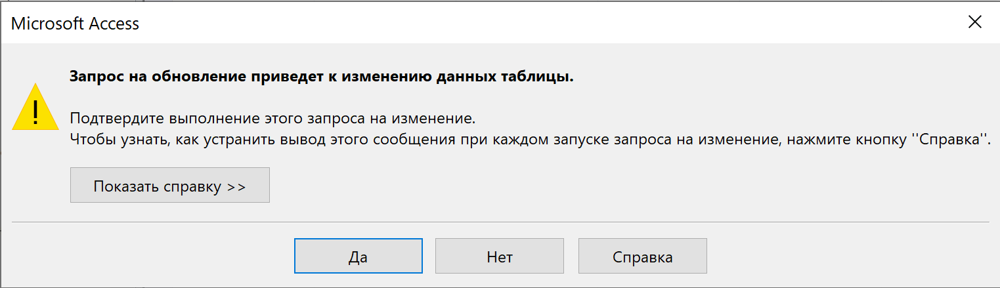 Microsoft Access
Запрос на обновление приведет к изменению данных таблицы.
!
Подтвердите выполнение этого запроса на изменение.
Чтобы узнать, как устранить вывод этого сообщения при каждом запуске запроса на изменение, нажмите кнопку ''Справка''.
Показать справку >>
Да
Нет
Справка